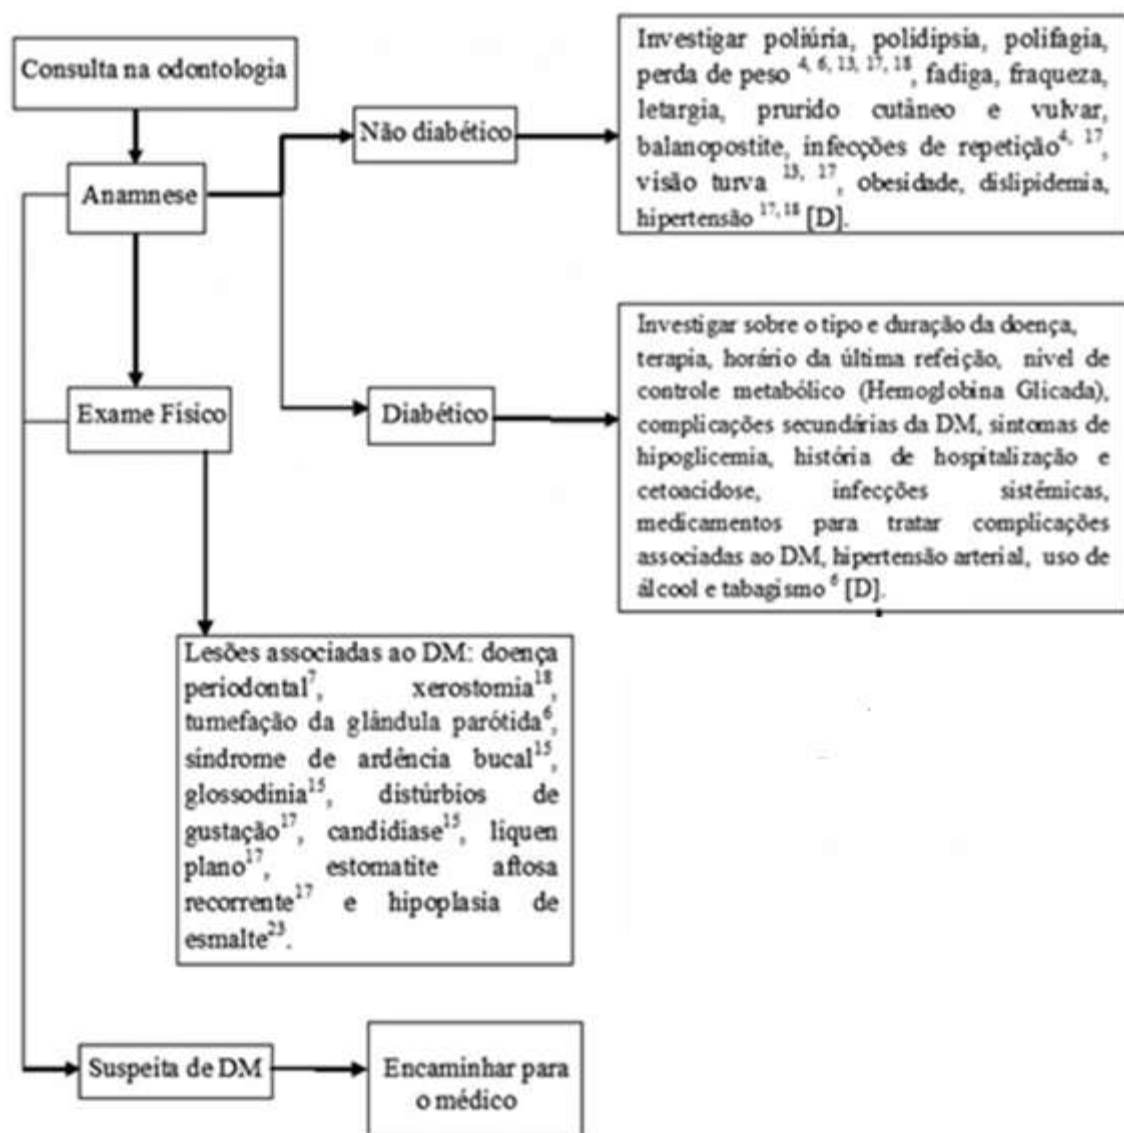 Consulta na odontologia
Anamnese
Não diabético
Investigar poliúria, polidipsia, polifagia,
perda de peso 4, 6, 13, 17, 18, fadiga, fraqueza,
letargia, prurido cutâneo e vulvar,
balanopostite, infecções de repetição4, 17,
visão turva 13, 17, obesidade, dislipidemia,
hipertensão 17, 18 [D].
Exame Físico
Diabético
Investigar sobre o tipo e duração da doença,
terapia, horário da última refeição, nivel de
controle metabólico (Hemoglobina Glicada),
complicações secundárias da DM, sintomas de
hipoglicemia, história de hospitalização e
cetoacidose, infecções sistêmicas,
medicamentos para tratar complicações
associadas ao DM, hipertensão arterial, uso de
álcool e tabagismo 6 [D].
Lesões associadas ao DM: doença
periodontal7, xerostomia18,
tumefação da glândula parótida6,
sindrome de ardência bucal15,
glossodinia15, distúrbios de
gustação17, candidiase15, liquen
plano17, estomatite aftosa
recorrente17 e hipoplasia de
esmalte23.
Suspeita de DM
Encaminhar para
o médico